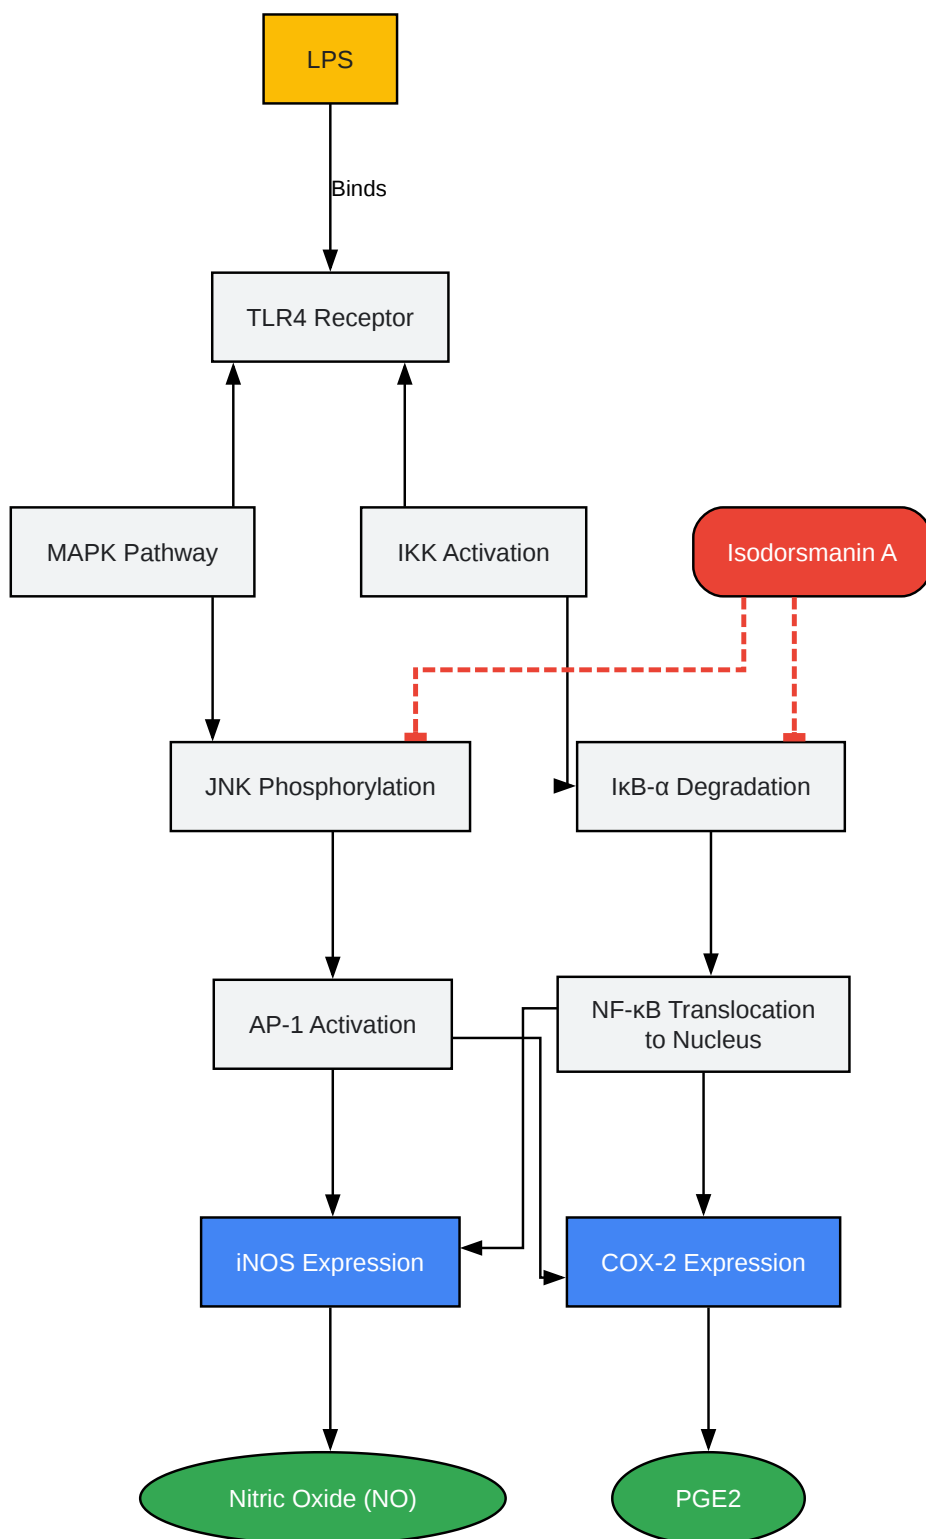 LPS
Binds
TLR4 Receptor
MAPK Pathway
IKK Activation
Isodorsmanin A
JNK Phosphorylation
IκB-α Degradation
AP-1 Activation
NF-κB Translocation
to Nucleus
iNOS Expression
COX-2 Expression
Nitric Oxide (NO)
PGE2